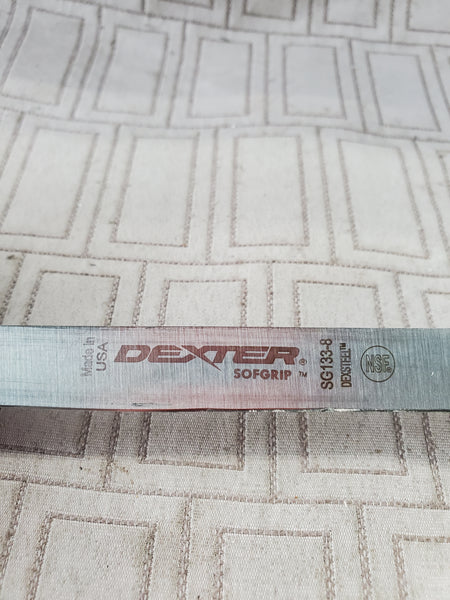 Made in
USA
DEXTER®
SOFGRIP™
SG133-8
DEXSTEEL™
NSF®